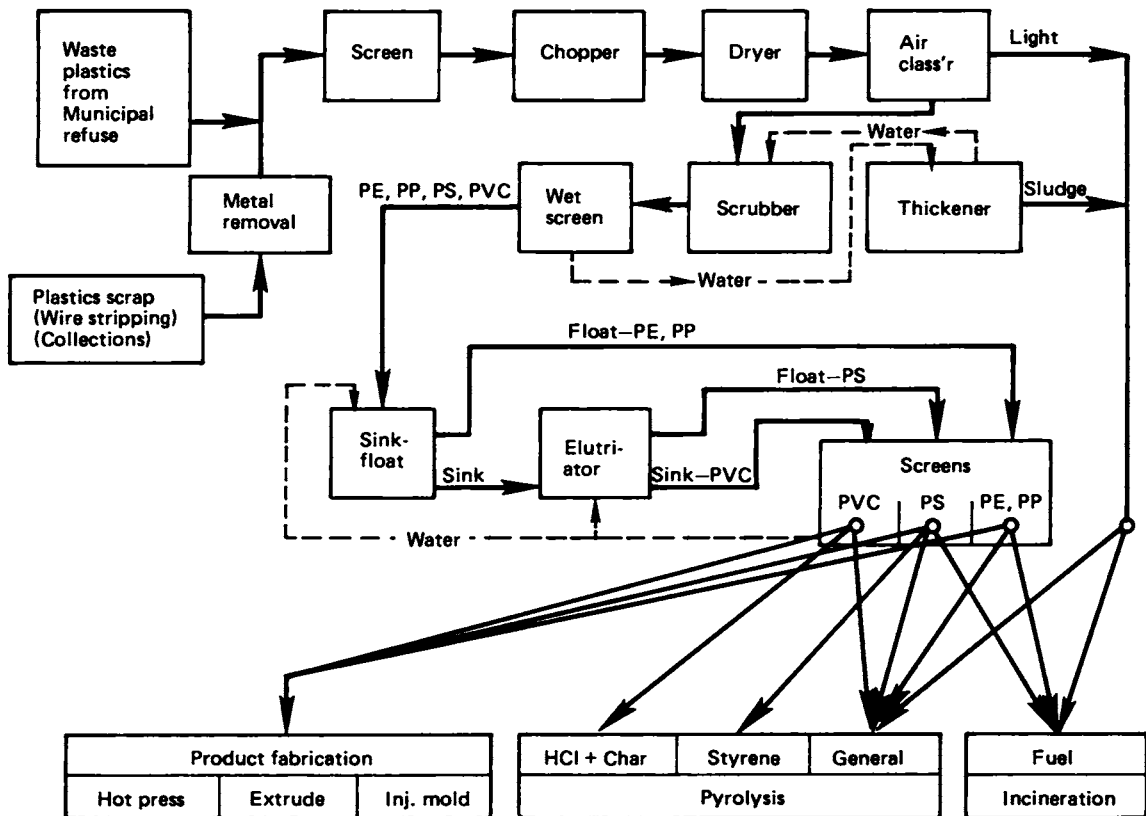 Waste
plastics
from
Municipal
refuse
Screen
Chopper
Dryer
Air
class'r
Light
Metal
removal
Plastics scrap
(Wire stripping)
(Collections)
PE, PP, PS, PVC
Wet
screen
Scrubber
Water
Thickener
Sludge
Water
Float—PE, PP
Float—PS
Sink-
float
Sink
Elutri-
ator
Sink—PVC
Screens
PVC
PS
PE, PP
Water
Product fabrication
Hot press
Extrude
Inj. mold
HCl + Char
Styrene
General
Pyrolysis
Fuel
Incineration